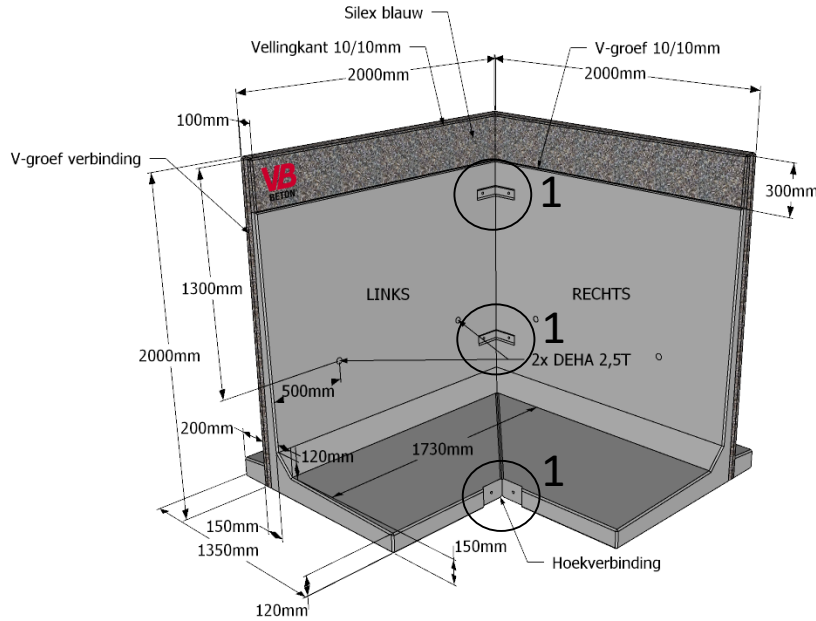 Silex blauw
Vellingkant 10/10mm
V-groef 10/10mm
2000mm
2000mm
100mm
V-groef verbinding
VB
BETON
1
300mm
1300mm
LINKS
RECHTS
1
2000mm
2x DEHA 2,5T
500mm
200mm
120mm
1730mm
1
150mm
1350mm
150mm
Hoekverbinding
120mm